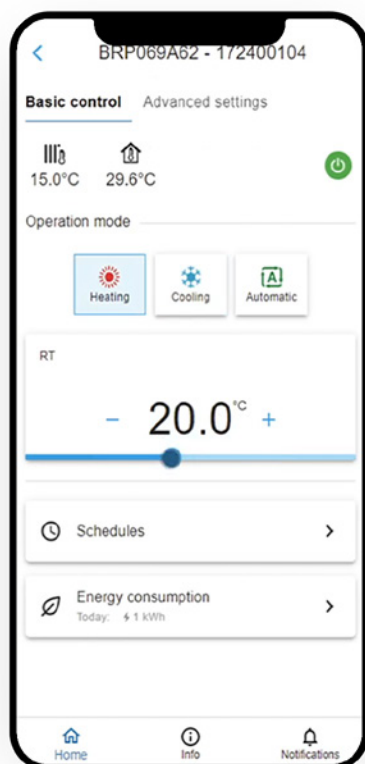 BRP069A62 - 172400104
Basic control Advanced settings
15.0°C 29.6°C
Operation mode
Heating Cooling A Automatic
RT
− 20.0°C +
Schedules
Energy consumption
Today: 1 kWh
Home Info Notifications